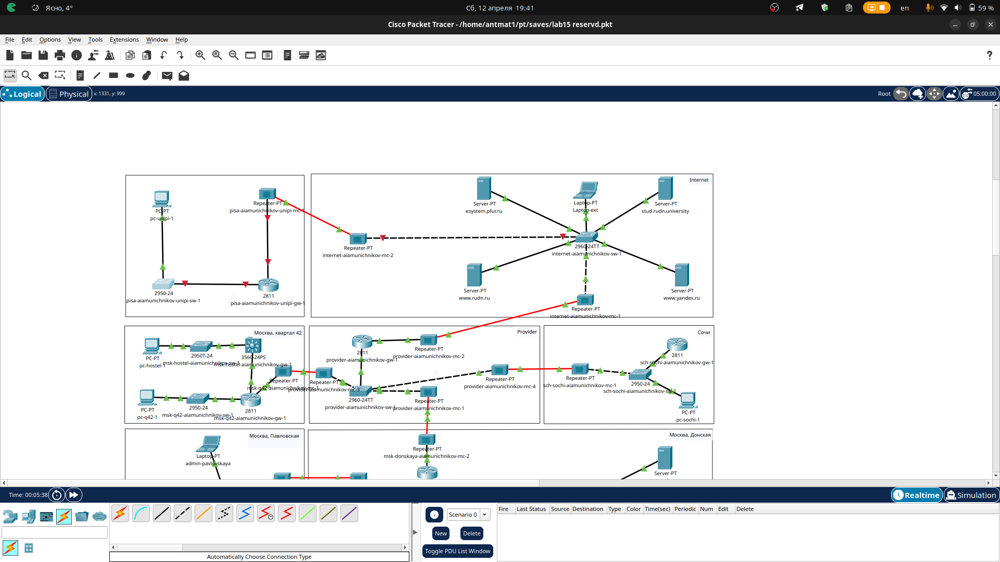 Ясно, 4°
Сб, 12 апреля 19:41
en
59 %
Cisco Packet Tracer - /home/antmat1/pt/saves/lab15 reservd.pkt
File Edit Options View Tools Extensions Window Help
Logical
Physical
x: 1331, y: 999
Root
05:00:00
PC-PT
pc-unipi-1
Repeater-PT
pisa-aiamunichnikov-unipi-mc-1
2950-24
pisa-aiamunichnikov-unipi-sw-1
2811
pisa-aiamunichnikov-unipi-gw-1
Internet
Server-PT
esystem.pfur.ru
Laptop-PT
Laptop-ext
Server-PT
stud.rudn.university
Repeater-PT
internet-aiamunichnikov-mc-2
2960-24TT
internet-aiamunichnikov-sw-1
Server-PT
www.rudn.ru
Server-PT
www.yandex.ru
Repeater-PT
internet-aiamunichnikov-mc-1
Москва, квартал 42
PC-PT
pc-hostel-1
2950T-24
msk-hostel-aiamunichnikov-sw-1
3560-24PS
msk-hostel-aiamunichnikov-gw-1
Repeater-PT
msk-q42-aiamunichnikov-mc-1
PC-PT
pc-q42-1
2950-24
msk-q42-aiamunichnikov-sw-1
2811
msk-q42-aiamunichnikov-gw-1
Provider
2811
provider-aiamunichnikov-gw-1
Repeater-PT
provider-aiamunichnikov-mc-2
Repeater-PT
provider-aiamunichnikov-mc-3
Repeater-PT
provider-aiamunichnikov-mc-4
2960-24TT
provider-aiamunichnikov-sw-1
Repeater-PT
provider-aiamunichnikov-mc-1
Сочи
2811
sch-sochi-aiamunichnikov-gw-1
Repeater-PT
sch-sochi-aiamunichnikov-mc-1
2950-24
sch-sochi-aiamunichnikov-sw-1
PC-PT
pc-sochi-1
Москва, Павловская
Laptop-PT
admin-pavlovskaya
Москва, Донская
Repeater-PT
msk-donskaya-aiamunichnikov-mc-2
Server-PT
Time: 00:05:38
Realtime
Simulation
Scenario 0
New
Delete
Toggle PDU List Window
Fire Last Status Source Destination Type Color Time(sec) Periodic Num Edit Delete
Automatically Choose Connection Type